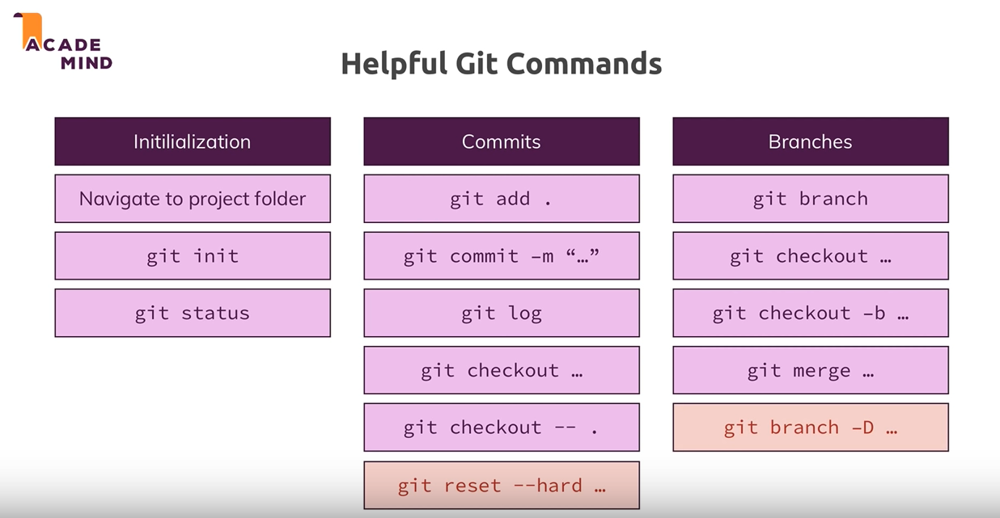 ACADE
MIND
Helpful Git Commands
Initilialization
Navigate to project folder
git init
git status
Commits
git add .
git commit –m “…”
git log
git checkout …
git checkout -- .
git reset --hard …
Branches
git branch
git checkout …
git checkout –b …
git merge …
git branch –D …